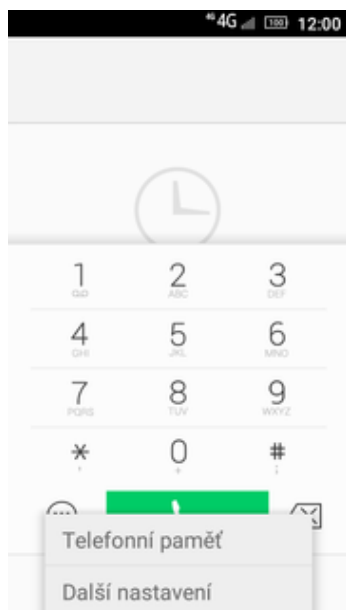 4G 4G 100 12:00
1 2 3
ABC DEF
4 5 6
GHI JKL MNO
7 8 9
PQRS TUV WXYZ
* 0 #
, + ;
Telefonní paměť
Další nastavení